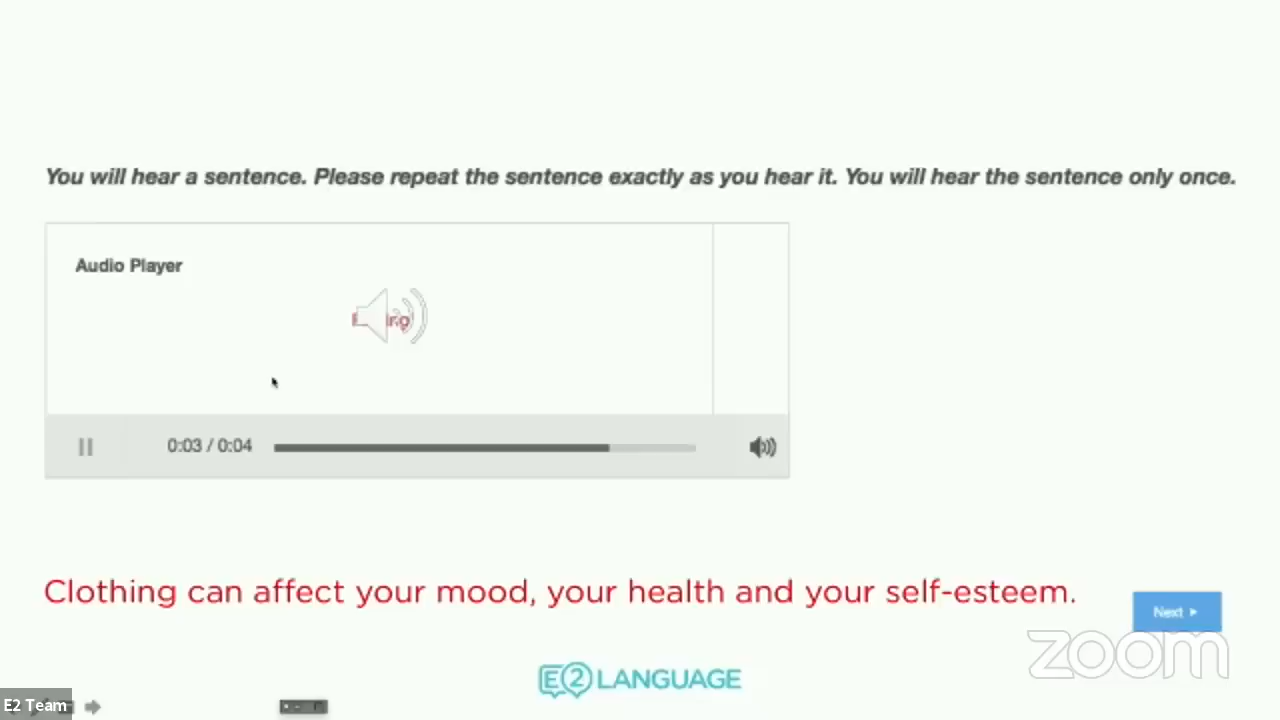 You will hear a sentence. Please repeat the sentence exactly as you hear it. You will hear the sentence only once.
Audio Player
0:03 / 0:04
Clothing can affect your mood, your health and your self-esteem.
Next
zoom
E2 LANGUAGE
E2 Team